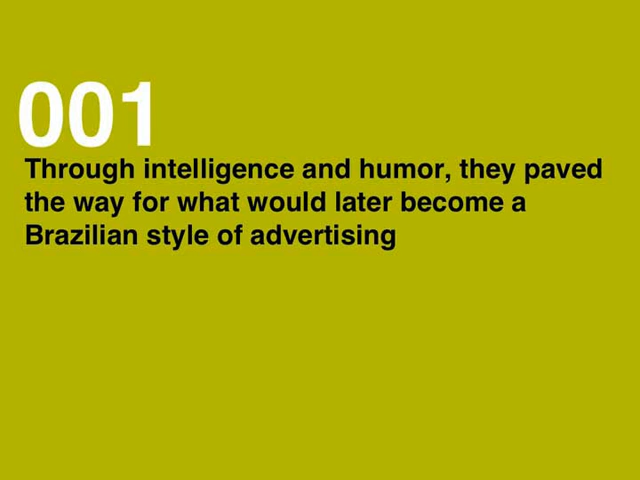 001
Through intelligence and humor, they paved
the way for what would later become a
Brazilian style of advertising